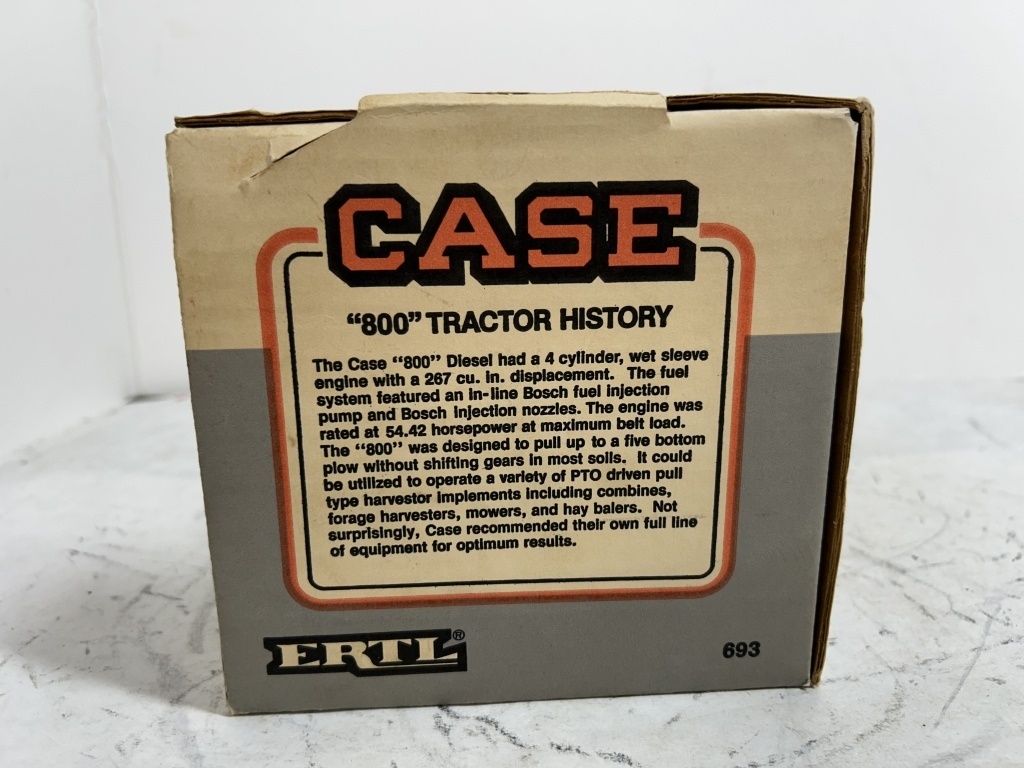 CASE
“800” TRACTOR HISTORY
The Case “800” Diesel had a 4 cylinder, wet sleeve
engine with a 267 cu. in. displacement. The fuel
system featured an in-line Bosch fuel injection
pump and Bosch injection nozzles. The engine was
rated at 54.42 horsepower at maximum belt load.
The “800” was designed to pull up to a five bottom
plow without shifting gears in most soils. It could
be utilized to operate a variety of PTO driven pull
type harvestor implements including combines,
forage harvesters, mowers, and hay balers. Not
surprisingly, Case recommended their own full line
of equipment for optimum results.
ERTL®
693